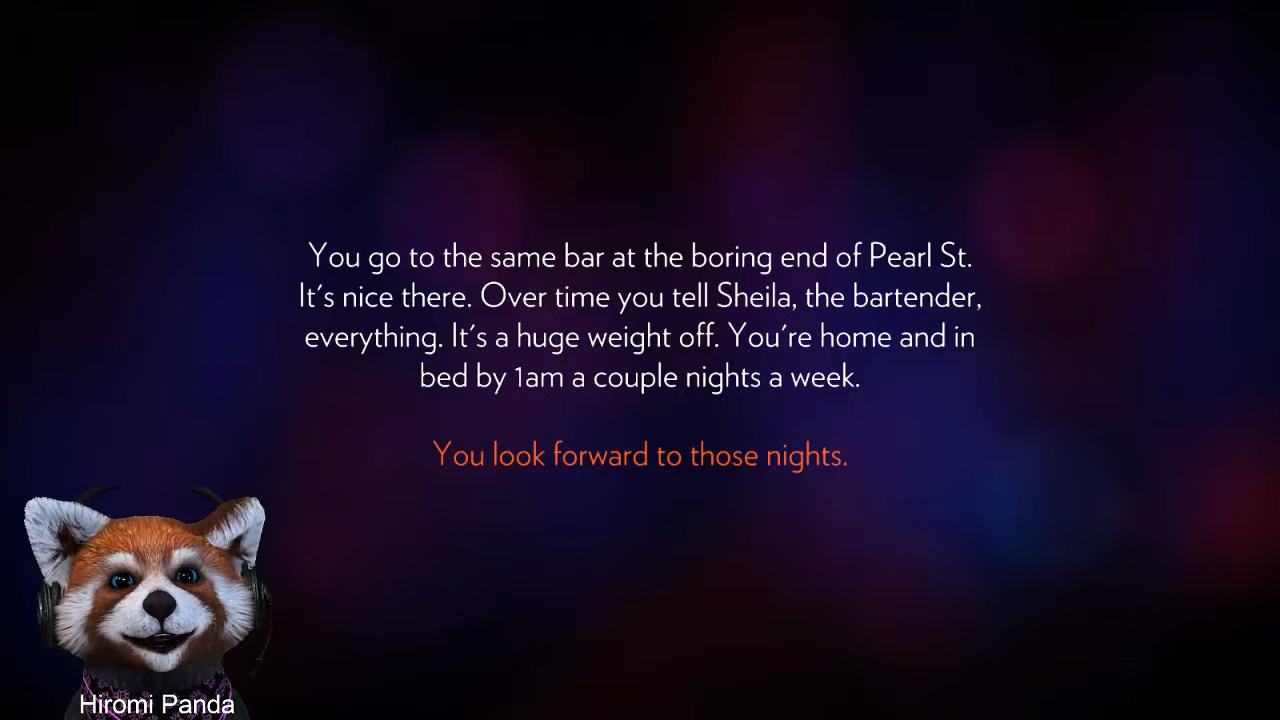 You go to the same bar at the boring end of Pearl St.
It's nice there. Over time you tell Sheila, the bartender,
everything. It's a huge weight off. You're home and in
bed by 1am a couple nights a week.
You look forward to those nights.
Hiromi Panda